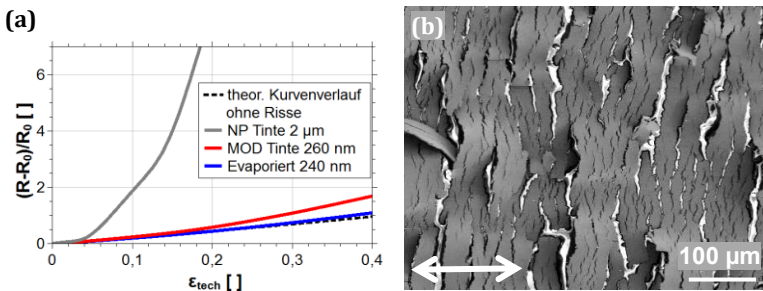 (a)
6
4
2
0
(R-R₀)/R₀ [ ]
theor. Kurvenverlauf
ohne Risse
NP Tinte 2 µm
MOD Tinte 260 nm
Evaporiert 240 nm
0
0,1
0,2
0,3
0,4
εtech [ ]
(b)
100 µm